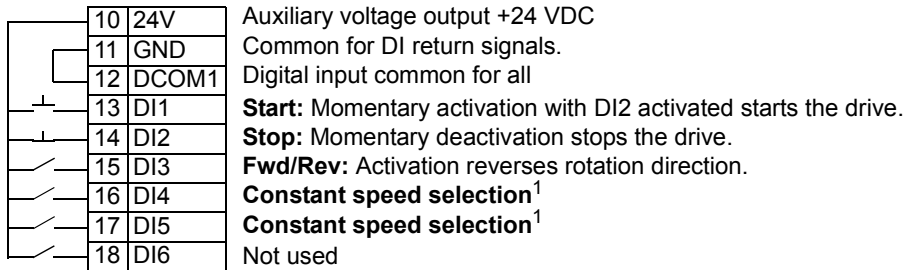 10 24V Auxiliary voltage output +24 VDC
11 GND Common for DI return signals.
12 DCOM1 Digital input common for all
13 DI1 Start: Momentary activation with DI2 activated starts the drive.
14 DI2 Stop: Momentary deactivation stops the drive.
15 DI3 Fwd/Rev: Activation reverses rotation direction.
16 DI4 Constant speed selection1
17 DI5 Constant speed selection1
18 DI6 Not used